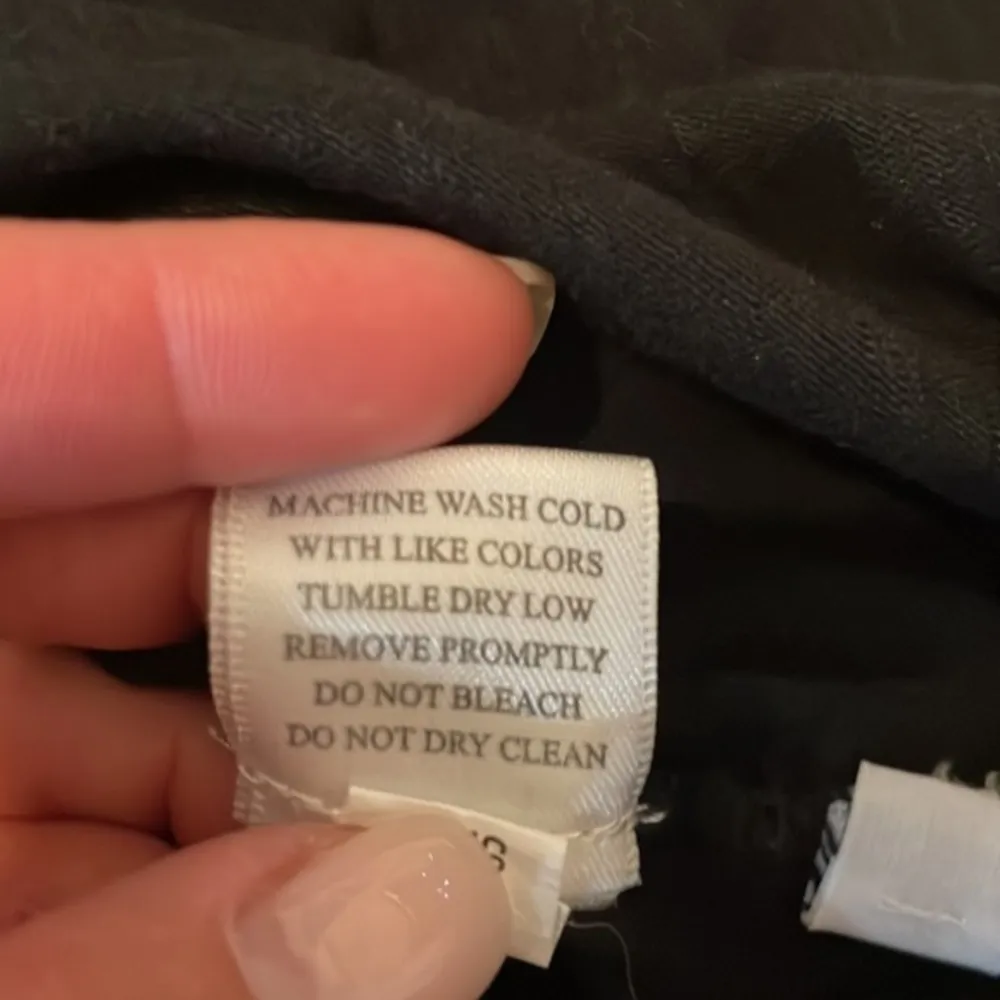 MACHINE WASH COLD
WITH LIKE COLORS
TUMBLE DRY LOW
REMOVE PROMPTLY
DO NOT BLEACH
DO NOT DRY CLEAN